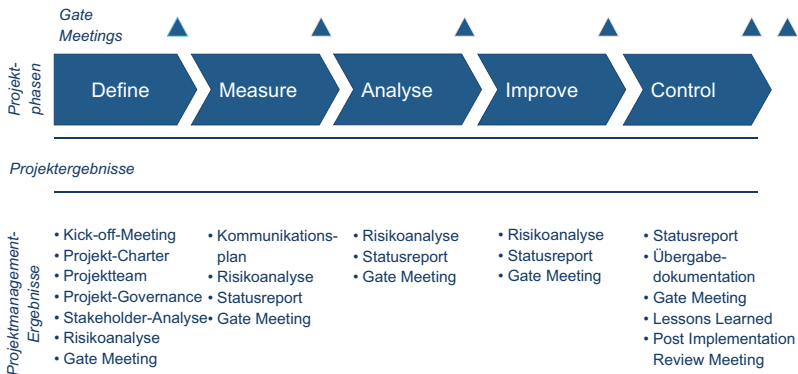 Gate
Meetings
Projekt-
phasen
Define
Measure
Analyse
Improve
Control
Projektergebnisse
Projektmanagement-
Ergebnisse
• Kick-off-Meeting
• Projekt-Charter
• Projektteam
• Projekt-Governance
• Stakeholder-Analyse
• Risikoanalyse
• Gate Meeting
• Kommunikations-
plan
• Risikoanalyse
• Statusreport
• Gate Meeting
• Risikoanalyse
• Statusreport
• Gate Meeting
• Risikoanalyse
• Statusreport
• Gate Meeting
• Statusreport
• Übergabe-
dokumentation
• Gate Meeting
• Lessons Learned
• Post Implementation
Review Meeting